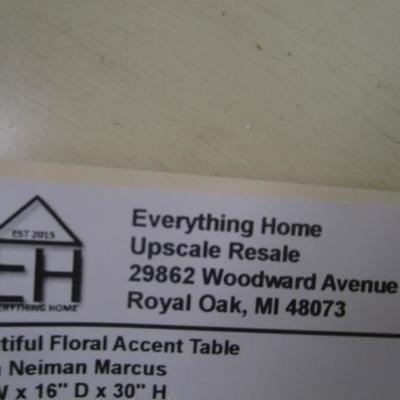 EST 2015
EH
EVERYTHING HOME
Everything Home
Upscale Resale
29862 Woodward Avenue
Royal Oak, MI 48073
tiful Floral Accent Table
Neiman Marcus
x 16" D x 30" H